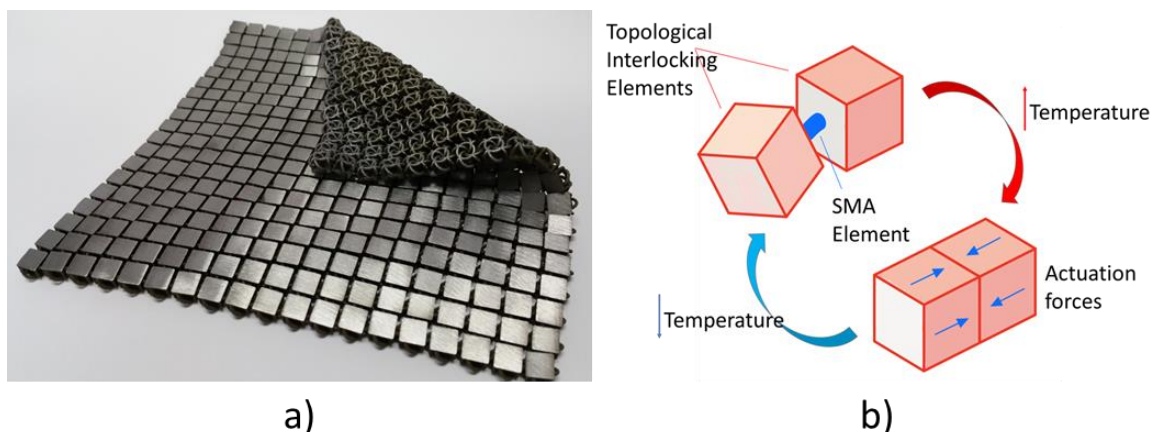 Topological
Interlocking
Elements
Temperature
SMA
Element
Actuation
forces
Temperature
a)
b)